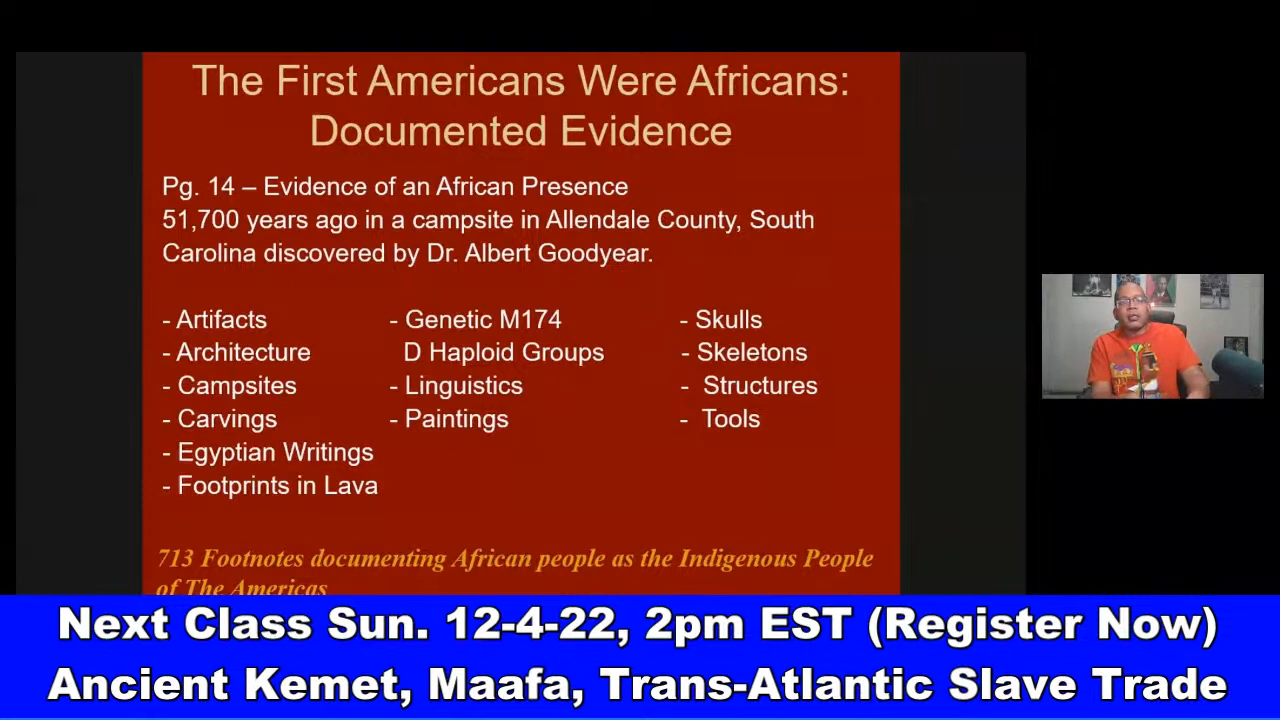 The First Americans Were Africans:
Documented Evidence
Pg. 14 – Evidence of an African Presence
51,700 years ago in a campsite in Allendale County, South
Carolina discovered by Dr. Albert Goodyear.
- Artifacts - Genetic M174 - Skulls
- Architecture D Haploid Groups - Skeletons
- Campsites - Linguistics - Structures
- Carvings - Paintings - Tools
- Egyptian Writings
- Footprints in Lava
713 Footnotes documenting African people as the Indigenous People
of The Americas
Next Class Sun. 12-4-22, 2pm EST (Register Now)
Ancient Kemet, Maafa, Trans-Atlantic Slave Trade